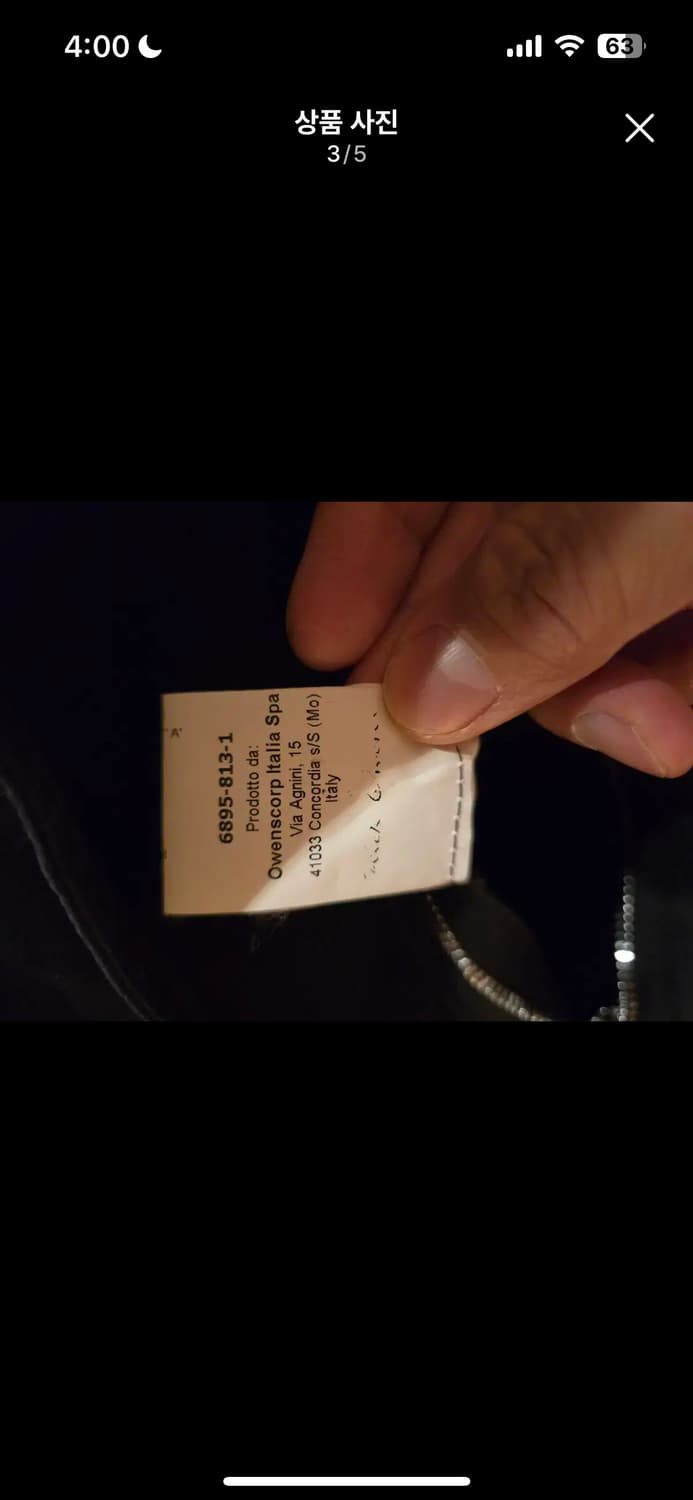 4:00
63
상품 사진
3/5
6895-813-1
Prodotto da:
Owenscorp Italia Spa
Via Agnini, 15
41033 Concordia s/S (Mo)
Italy